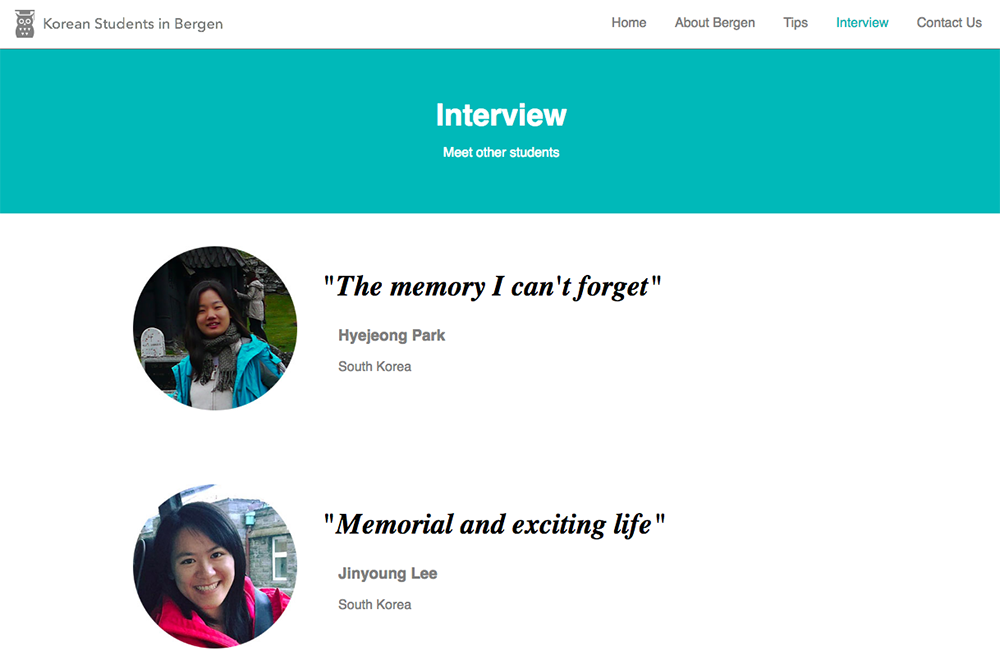 Korean Students in Bergen
Home About Bergen Tips Interview Contact Us
Interview
Meet other students
"The memory I can't forget"
Hyejeong Park
South Korea
"Memorial and exciting life"
Jinyoung Lee
South Korea